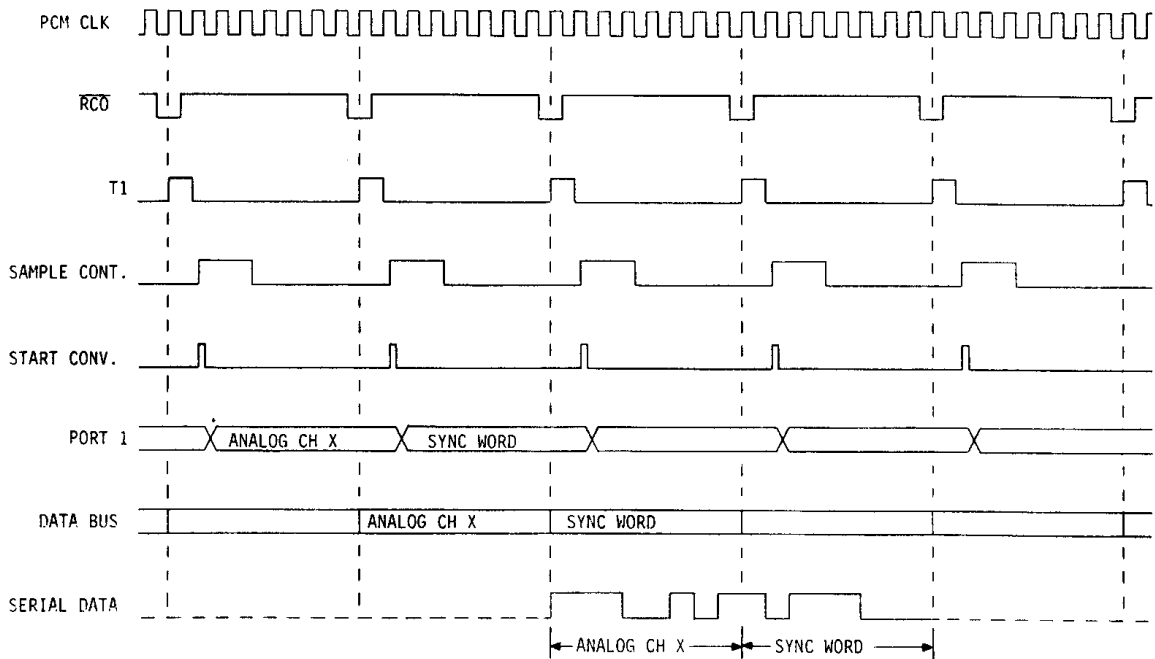 PCM CLK
RCO
T1
SAMPLE CONT.
START CONV.
PORT 1 ANALOG CH X SYNC WORD
DATA BUS ANALOG CH X SYNC WORD
SERIAL DATA
ANALOG CH X SYNC WORD